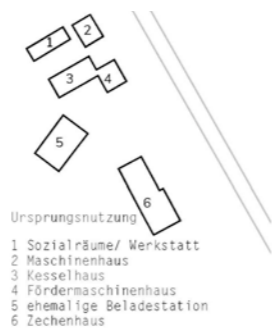 1
2
3
4
5
6
Ursprungsnutzung
1 Sozialräume/ Werkstatt
2 Maschinenhaus
3 Kesselhaus
4 Fördermaschinenhaus
5 ehemalige Beladestation
6 Zechenhaus